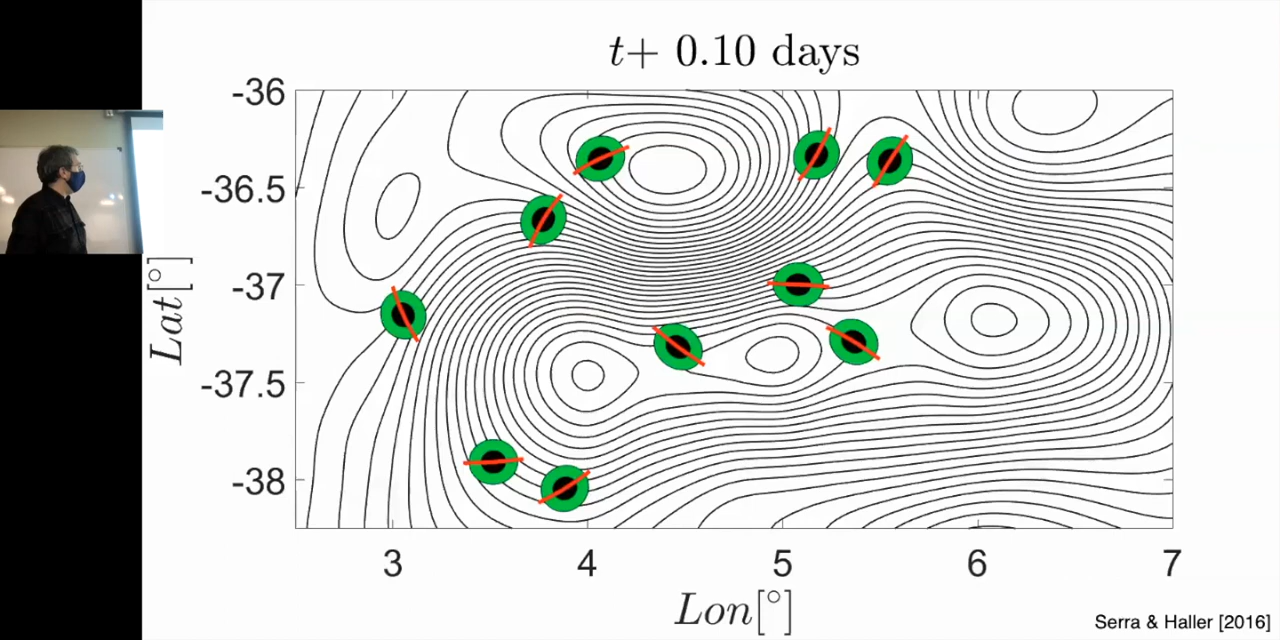 t+ 0.10 days
-36
-36.5
-37
-37.5
-38
Lat[°]
3 4 5 6 7
Lon[°]
Serra & Haller [2016]